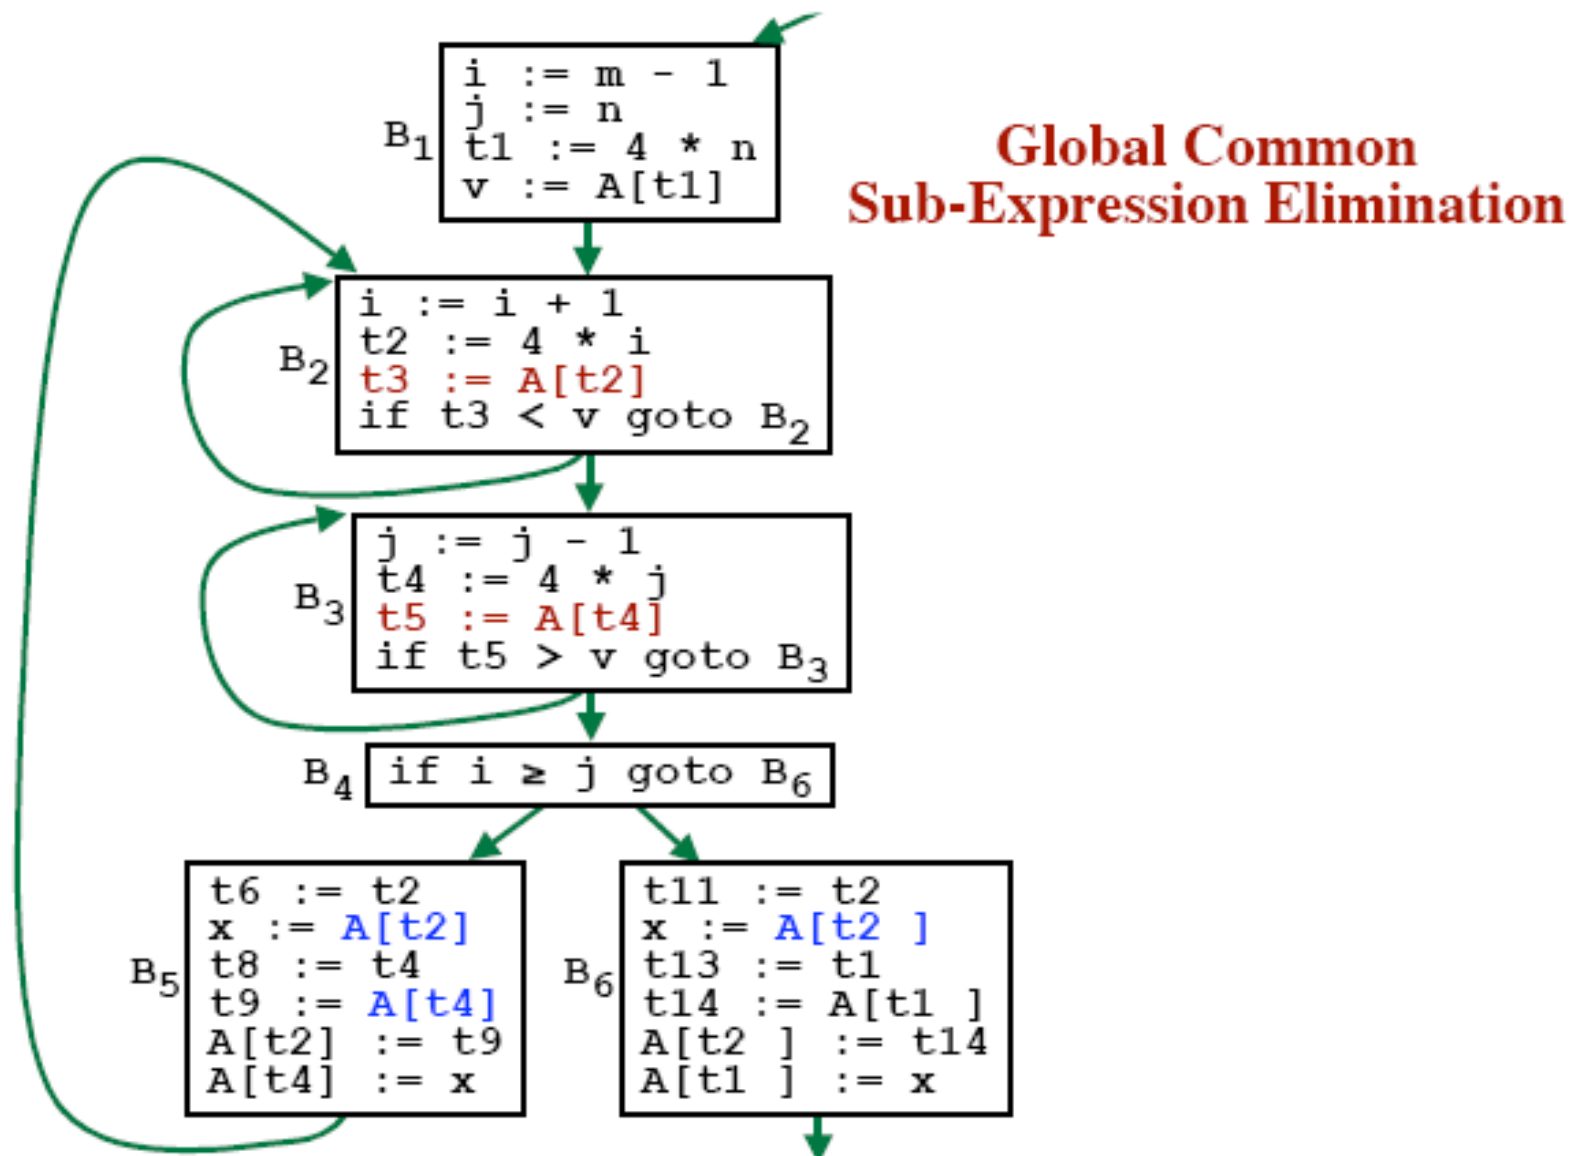 Global Common
Sub-Expression Elimination
B1
i := m - 1
j := n
t1 := 4 * n
v := A[t1]
B2
i := i + 1
t2 := 4 * i
t3 := A[t2]
if t3 < v goto B2
B3
j := j - 1
t4 := 4 * j
t5 := A[t4]
if t5 > v goto B3
B4
if i ≥ j goto B6
B5
t6 := t2
x := A[t2]
t8 := t4
t9 := A[t4]
A[t2] := t9
A[t4] := x
B6
t11 := t2
x := A[t2 ]
t13 := t1
t14 := A[t1 ]
A[t2 ] := t14
A[t1 ] := x